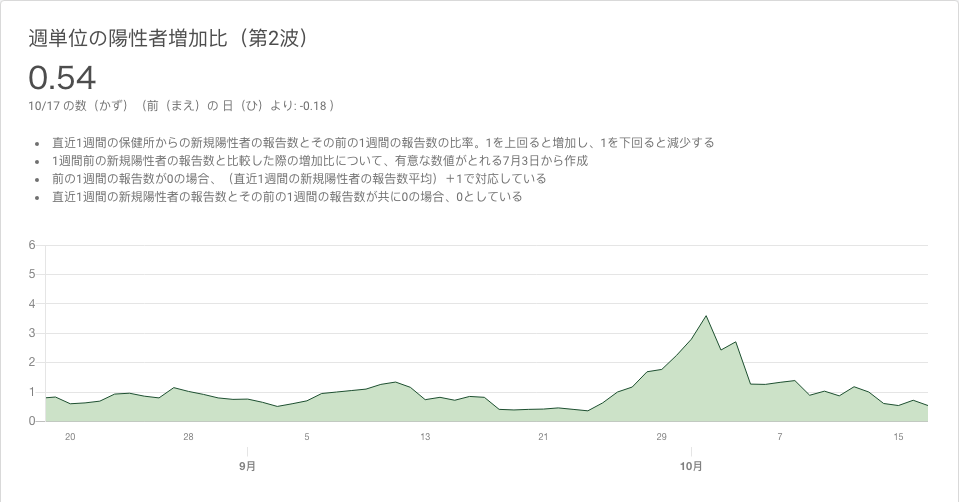 週単位の陽性者増加比（第2波）
0.54
10/17 の数（かず）（前（まえ）の 日（ひ）より: -0.18 ）
• 直近1週間の保健所からの新規陽性者の報告数とその前の1週間の報告数の比率。1を上回ると増加し、1を下回ると減少する
• 1週間前の新規陽性者の報告数と比較した際の増加比について、有意な数値がとれる7月3日から作成
• 前の1週間の報告数が0の場合、（直近1週間の新規陽性者の報告数平均）＋1で対応している
• 直近1週間の新規陽性者の報告数とその前の1週間の報告数が共に0の場合、0としている
6
5
4
3
2
1
0
20 28 5 13 21 29 7 15
9月 10月